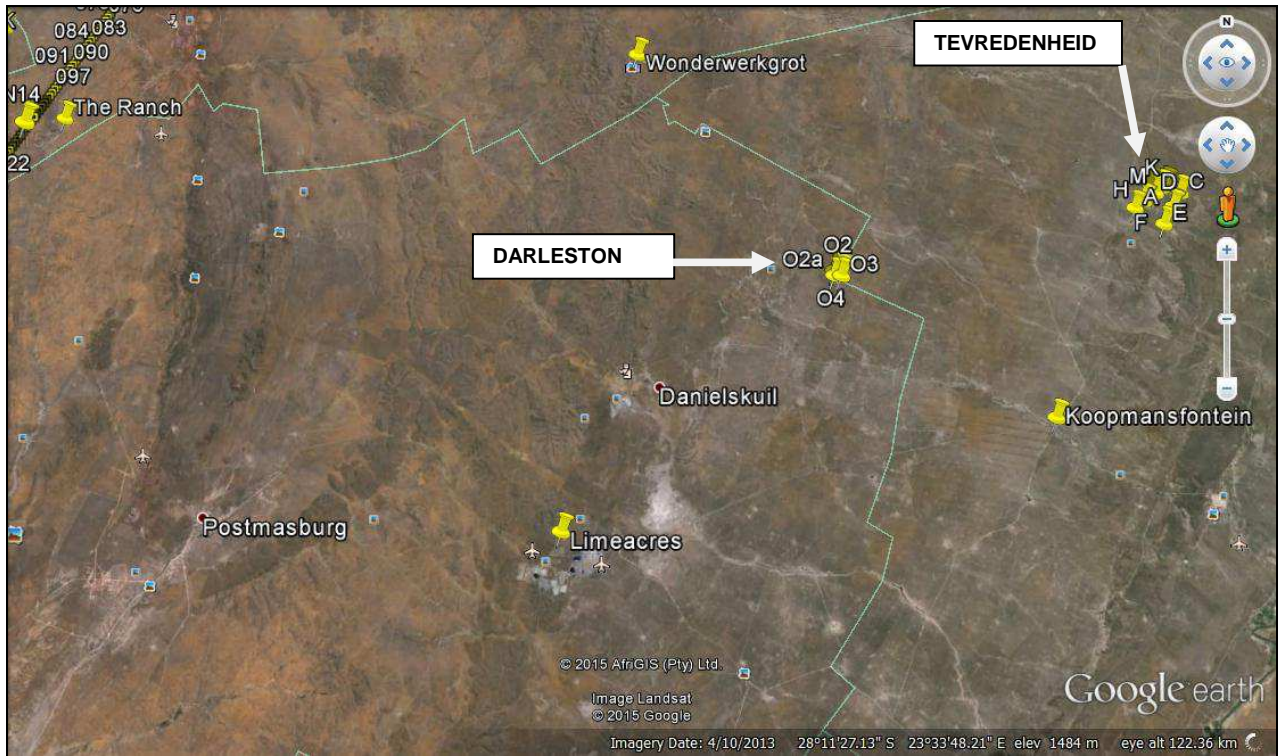 084 083
091 090
097
N14
The Ranch
22
Wonderwerkgrot
TEVREDENHEID
N
K
M
D
C
H
A
F
E
DARLESTON
O2
O2a
O3
O4
Danielskuil
Koopmansfontein
Postmasburg
Limeacres
© 2015 AfriGIS (Pty) Ltd.
Image Landsat
© 2015 Google
Google earth
Imagery Date: 4/10/2013 28°11'27.13" S 23°33'48.21" E elev 1484 m eye alt 122.36 km